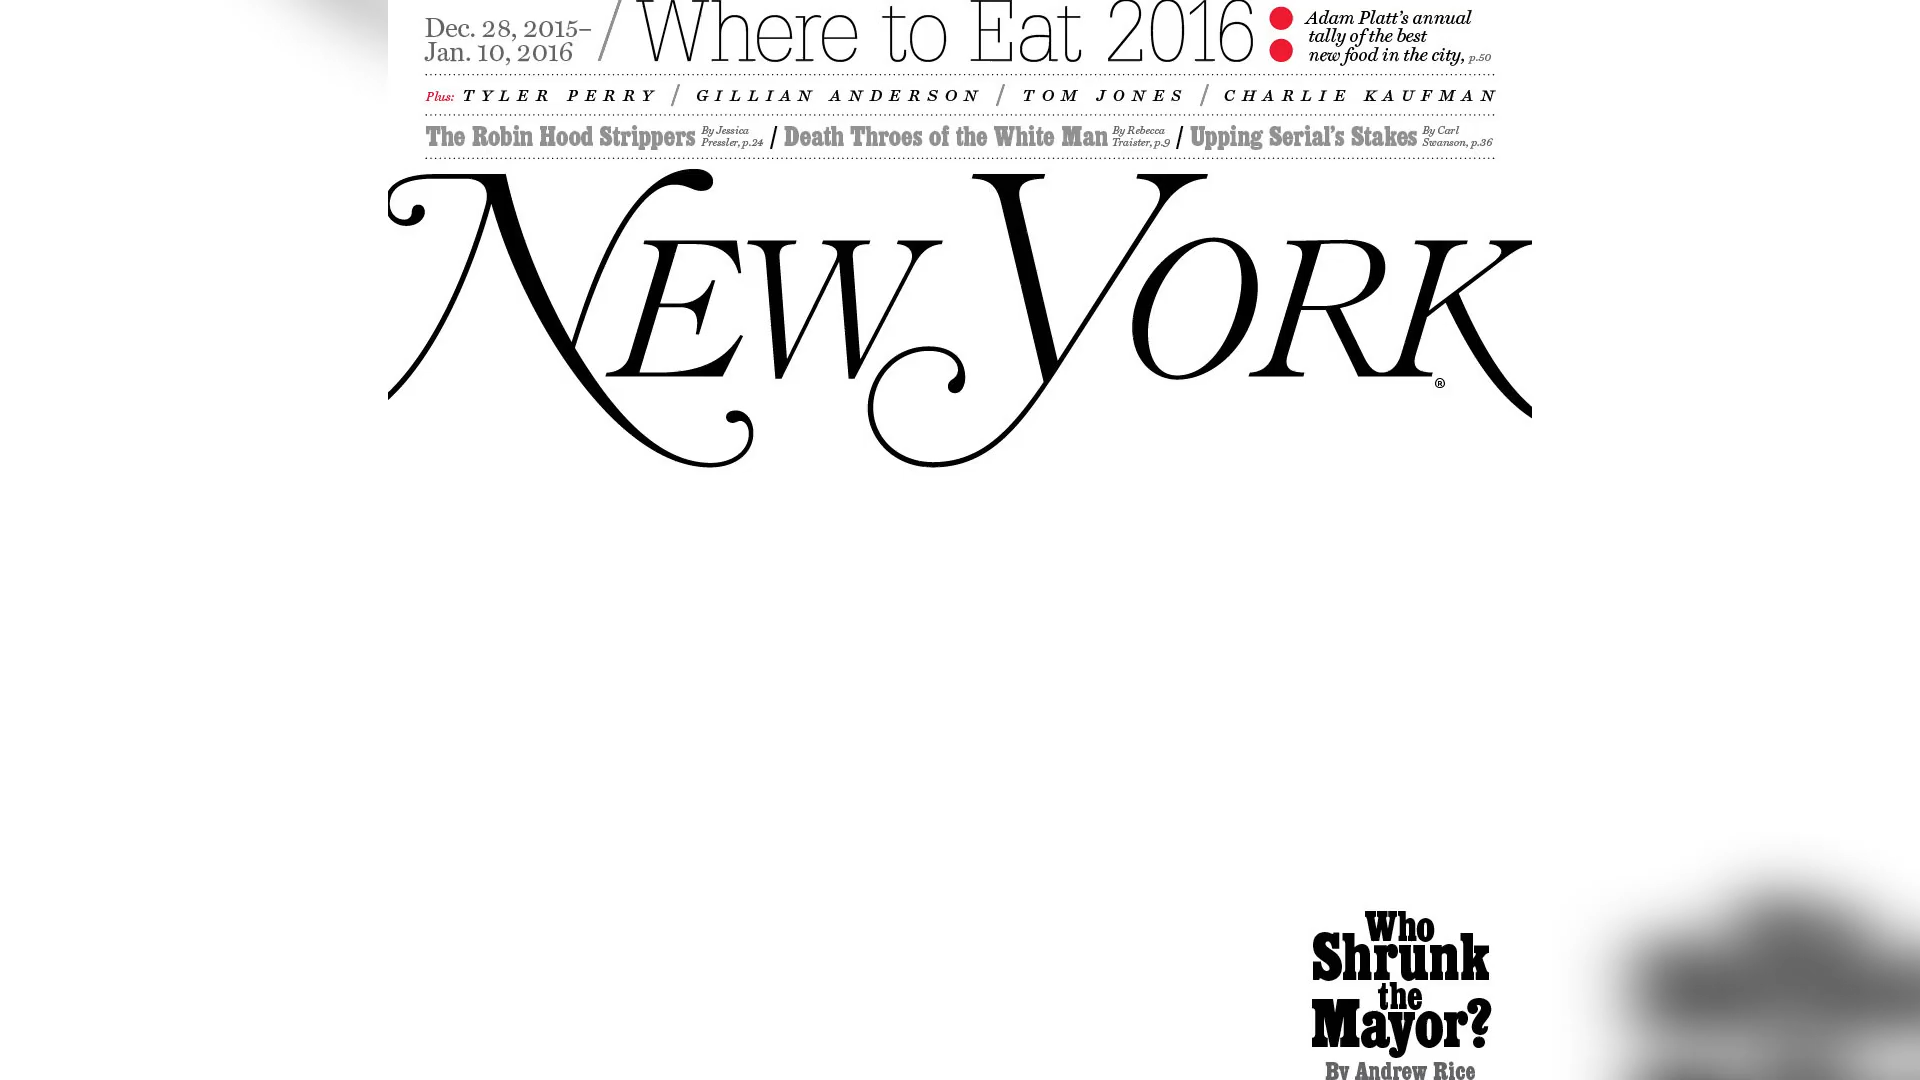 Dec. 28, 2015–
Jan. 10, 2016
Where to Eat 2016
Adam Platt's annual
tally of the best
new food in the city, p.50
Plus: TYLER PERRY / GILLIAN ANDERSON / TOM JONES / CHARLIE KAUFMAN
The Robin Hood Strippers By Jessica Pressler, p.24 / Death Throes of the White Man By Rebecca Traister, p.9 / Upping Serial's Stakes By Carl Swanson, p.36
NEW YORK®
Who
Shrunk
the
Mayor?
By Andrew Rice